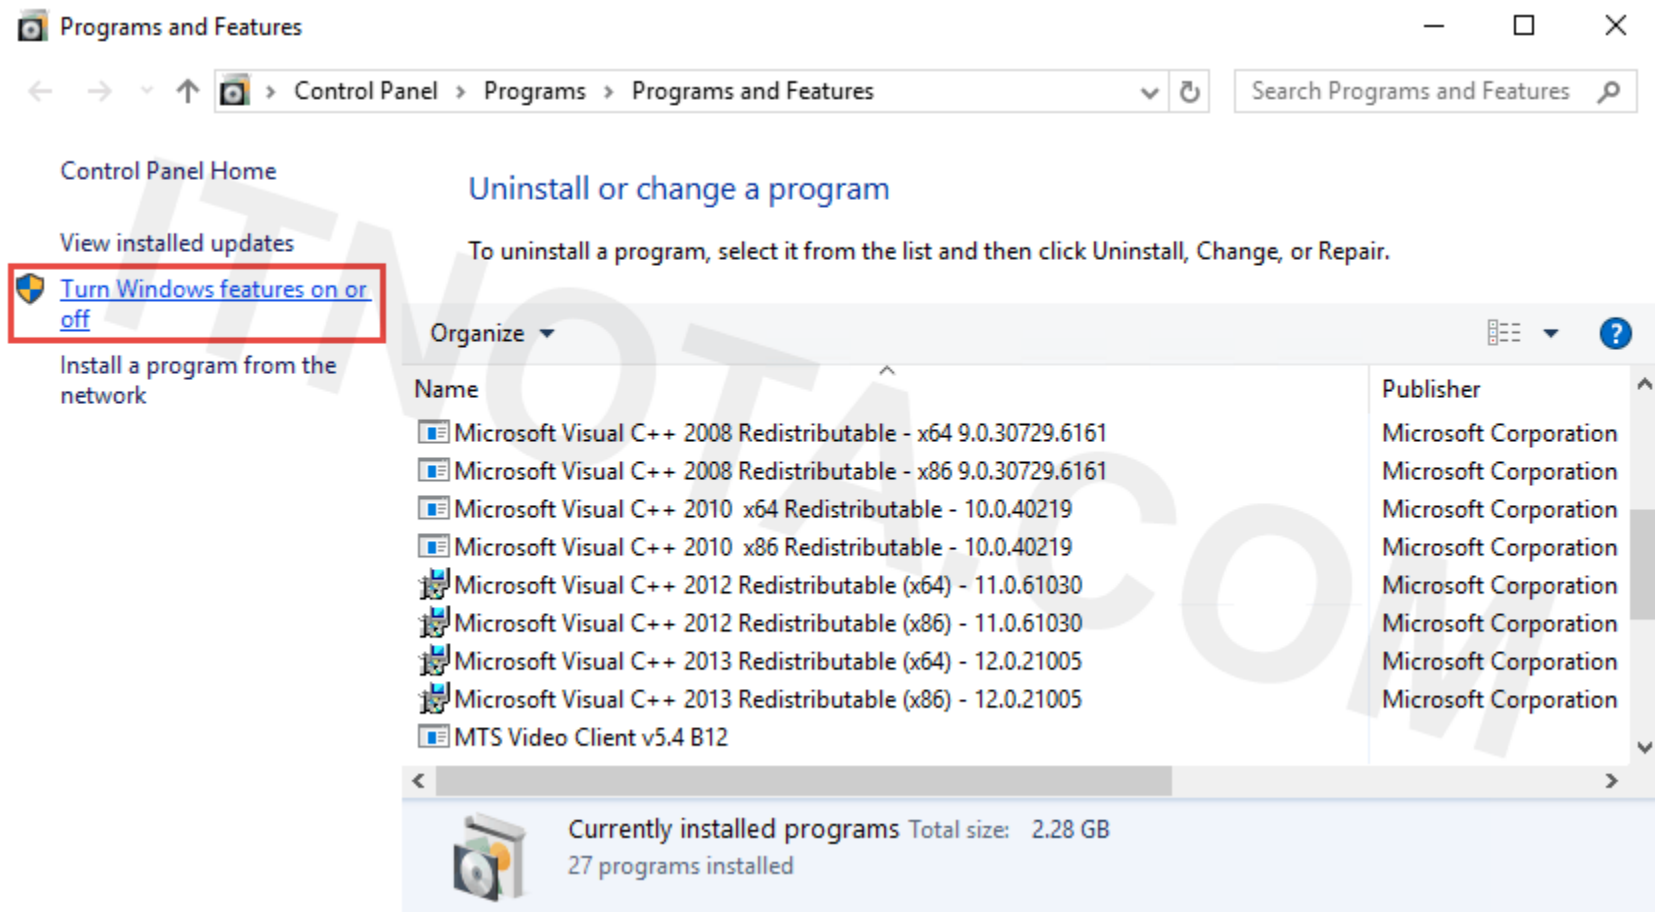 Programs and Features
Control Panel > Programs > Programs and Features
Search Programs and Features
Control Panel Home
View installed updates
Turn Windows features on or
off
Install a program from the
network
Uninstall or change a program
To uninstall a program, select it from the list and then click Uninstall, Change, or Repair.
Organize
?
Name Publisher
Microsoft Visual C++ 2008 Redistributable - x64 9.0.30729.6161 Microsoft Corporation
Microsoft Visual C++ 2008 Redistributable - x86 9.0.30729.6161 Microsoft Corporation
Microsoft Visual C++ 2010  x64 Redistributable - 10.0.40219 Microsoft Corporation
Microsoft Visual C++ 2010  x86 Redistributable - 10.0.40219 Microsoft Corporation
Microsoft Visual C++ 2012 Redistributable (x64) - 11.0.61030 Microsoft Corporation
Microsoft Visual C++ 2012 Redistributable (x86) - 11.0.61030 Microsoft Corporation
Microsoft Visual C++ 2013 Redistributable (x64) - 12.0.21005 Microsoft Corporation
Microsoft Visual C++ 2013 Redistributable (x86) - 12.0.21005 Microsoft Corporation
MTS Video Client v5.4 B12
Currently installed programs Total size: 2.28 GB
27 programs installed
ITNOTA.COM